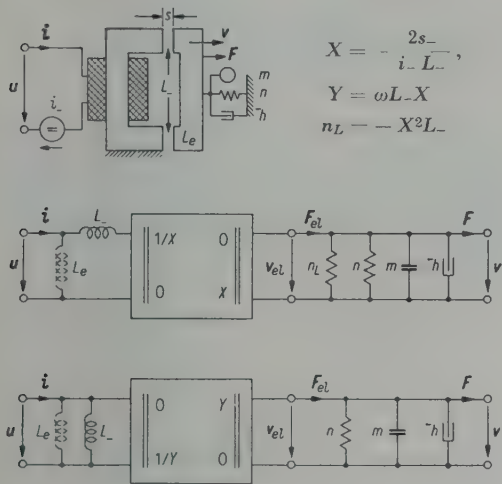 i
s
v
F
u
i_
=
L_
L_e
m
n
h
X = - 2s_ / i_ L_ ,
Y = ωL_X
n_L = — X²L_
i
L_
F_el
F
u
L_e
1/X 0
0 X
v_el
n_L
n
m
h
v
i
F_el
F
u
L_e
L_
0 Y
1/Y 0
v_el
n
m
h
v